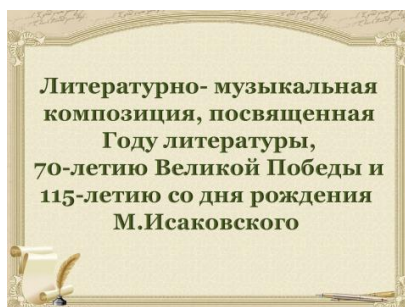 Литературно- музыкальная
композиция, посвященная
Году литературы,
70-летию Великой Победы и
115-летию со дня рождения
М.Исаковского